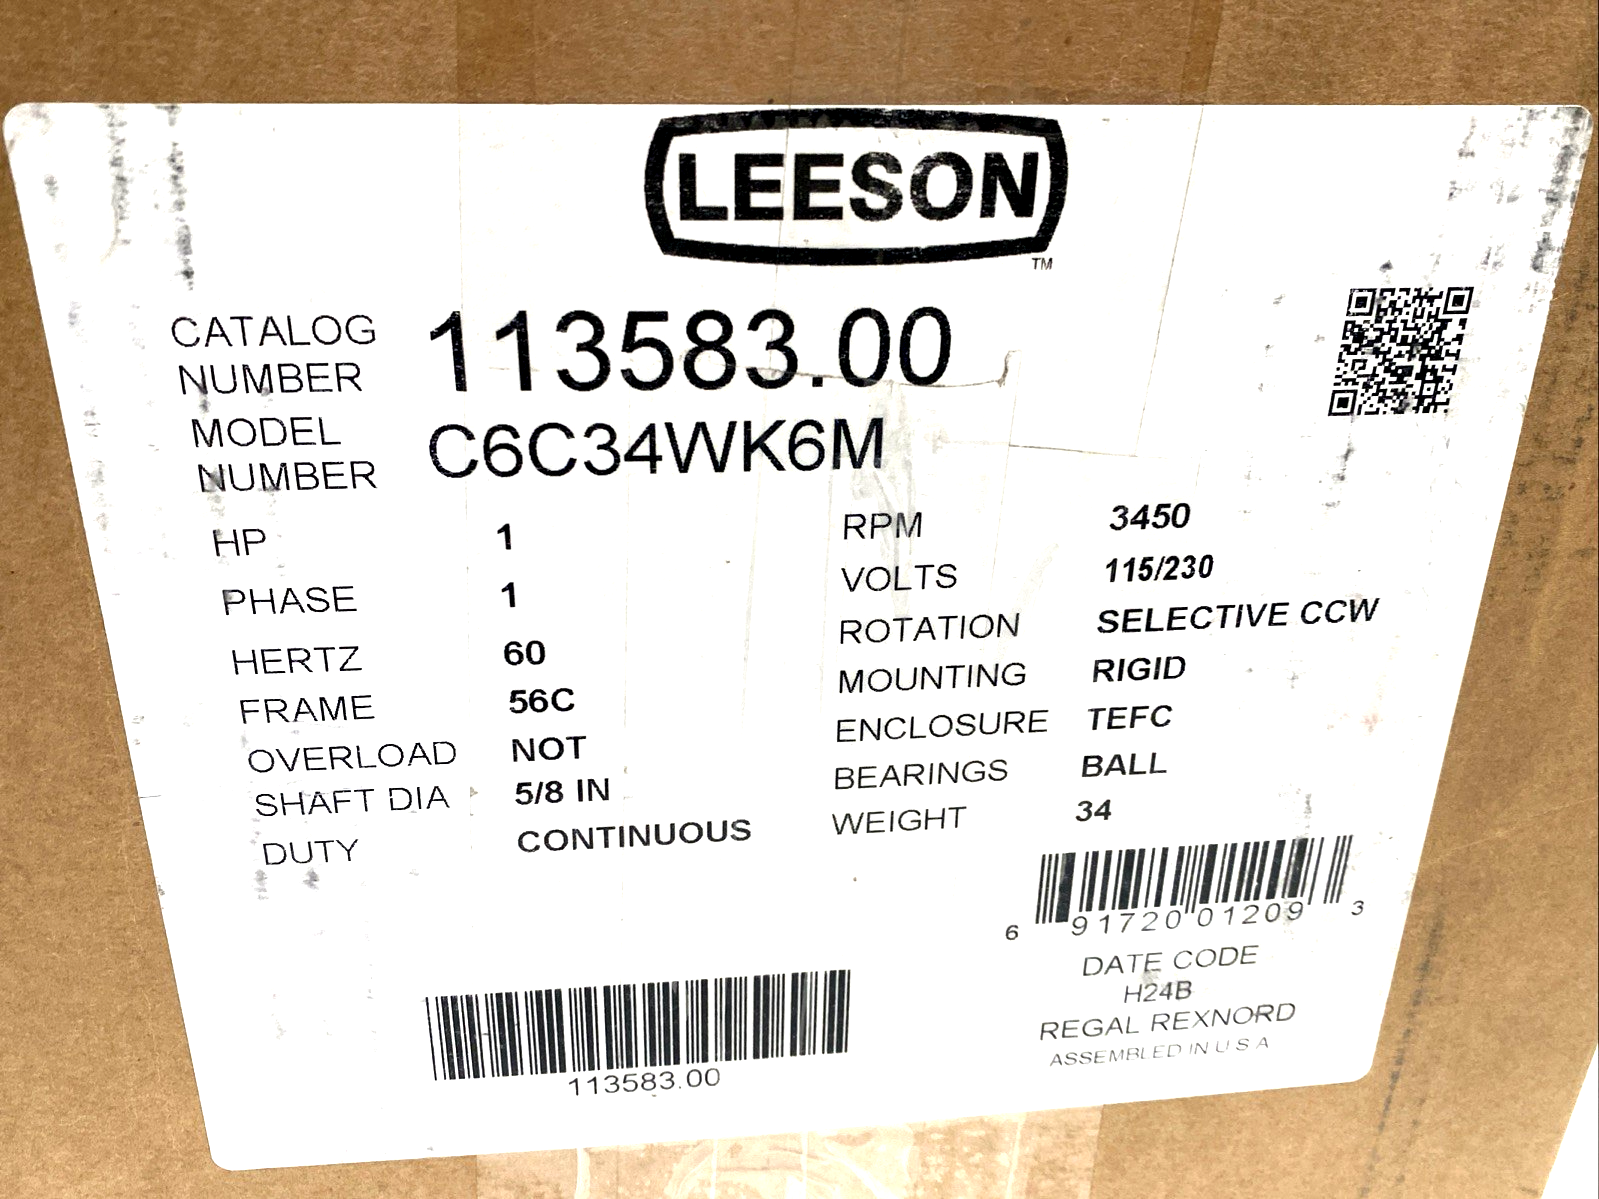 LEESON
TM
CATALOG NUMBER 113583.00
MODEL NUMBER C6C34WK6M
HP 1
PHASE 1
HERTZ 60
FRAME 56C
OVERLOAD NOT
SHAFT DIA 5/8 IN
DUTY CONTINUOUS
RPM 3450
VOLTS 115/230
ROTATION SELECTIVE CCW
MOUNTING RIGID
ENCLOSURE TEFC
BEARINGS BALL
WEIGHT 34
6 91720 01209 3
DATE CODE
H24B
REGAL REXNORD
ASSEMBLED IN U S A
113583.00